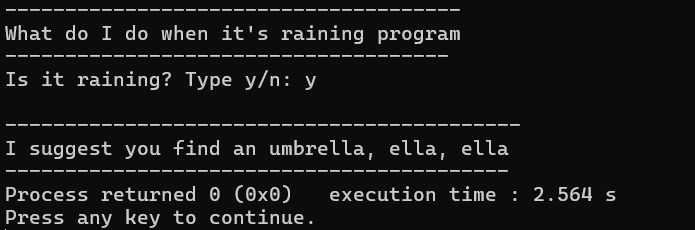 --------------------------------------
What do I do when it's raining program
-------------------------------------
Is it raining? Type y/n: y

-------------------------------------------
I suggest you find an umbrella, ella, ella
------------------------------------------
Process returned 0 (0x0)   execution time : 2.564 s
Press any key to continue.